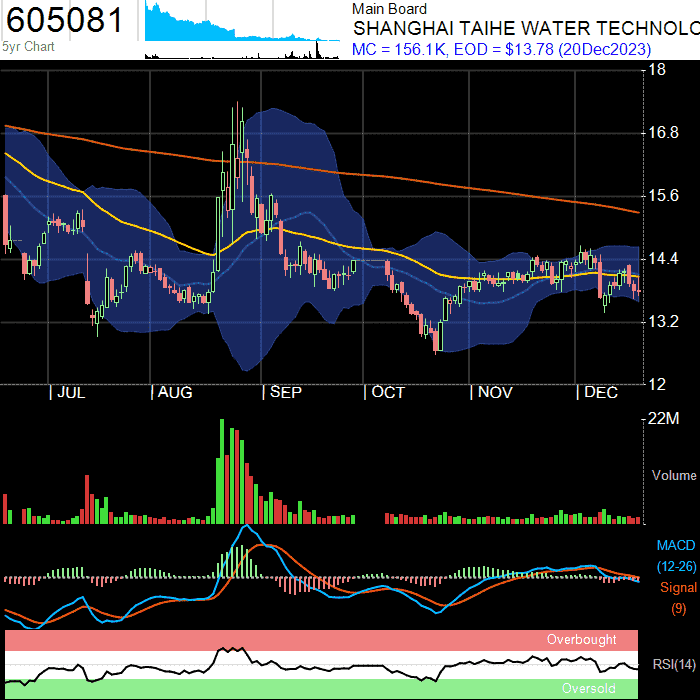 605081
5yr Chart
Main Board
SHANGHAI TAIHE WATER TECHNOLO
MC = 156.1K, EOD = $13.78 (20Dec2023)
18
16.8
15.6
14.4
13.2
12
| JUL | AUG | SEP | OCT | NOV | DEC
22M
Volume
MACD
(12-26)
Signal
(9)
Overbought
RSI(14)
Oversold